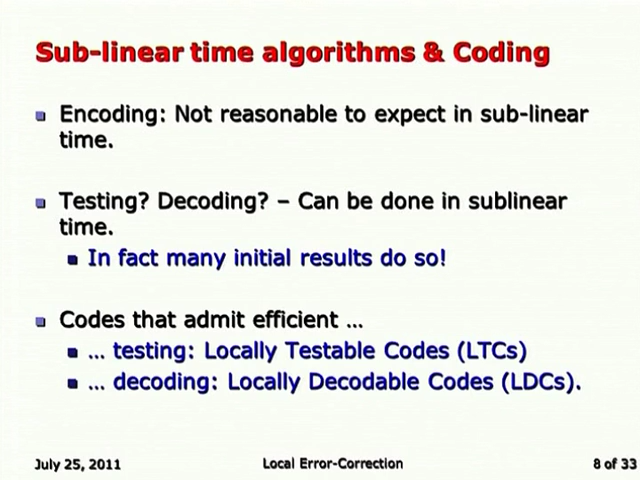 Sub-linear time algorithms & Coding
Encoding: Not reasonable to expect in sub-linear
time.
Testing? Decoding? – Can be done in sublinear
time.
In fact many initial results do so!
Codes that admit efficient …
… testing: Locally Testable Codes (LTCs)
… decoding: Locally Decodable Codes (LDCs).
July 25, 2011
Local Error-Correction
8 of 33